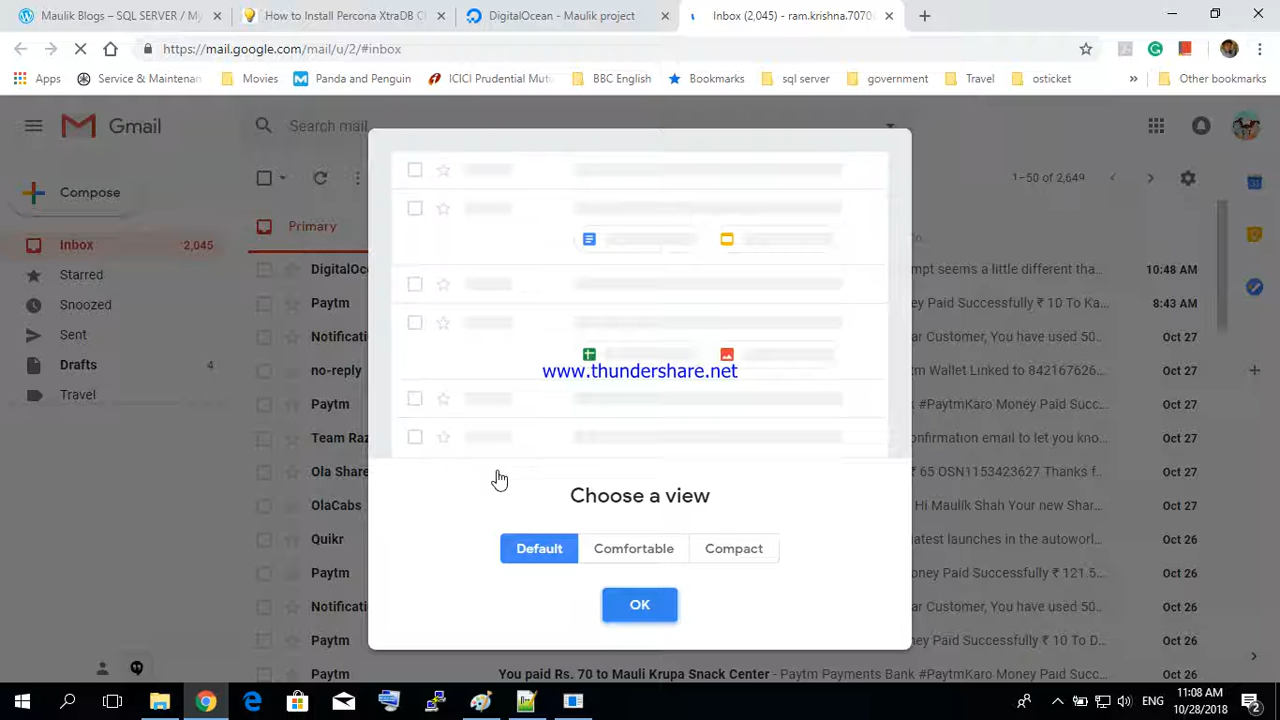 Maulik Blogs – SQL SERVER / My
How to Install Percona XtraDB Cl
DigitalOcean - Maulik project
Inbox (2,045) - ram.krishna.7070
https://mail.google.com/mail/u/2/#inbox
Apps
Service & Maintenan
Movies
Panda and Penguin
ICICI Prudential Mutu
BBC English
Bookmarks
sql server
government
Travel
osticket
»
Other bookmarks
Gmail
Search mail
Compose
1–50 of 2,649
Primary
Inbox 2,045
Starred
Snoozed
Sent
Drafts 4
Travel
DigitalOcean
mpt seems a little different tha... 10:48 AM
Paytm
ney Paid Successfully ₹ 10 To Ka... 8:43 AM
Notificati
ar Customer, You have used 50... Oct 27
no-reply
m Wallet Linked to 842167626... Oct 27
Paytm
#PaytmKaro Money Paid Succ... Oct 27
Team Raz
onfirmation email to let you kno... Oct 27
Ola Share
₹ 65 OSN1153423627 Thanks f... Oct 27
OlaCabs
Hi Maulik Shah Your new Shar... Oct 27
Quikr
atest launches in the autoworl... Oct 27
Paytm
oney Paid Successfully ₹ 121.5... Oct 26
Notificati
ar Customer, You have used 50... Oct 26
Paytm
ney Paid Successfully ₹ 10 To D... Oct 26
Paytm
You paid Rs. 70 to Mauli Krupa Snack Center - Paytm Payments Bank #PaytmKaro Money Paid Succ... Oct 26
www.thundershare.net
Choose a view
Default
Comfortable
Compact
OK
ENG
11:08 AM
10/28/2018
2